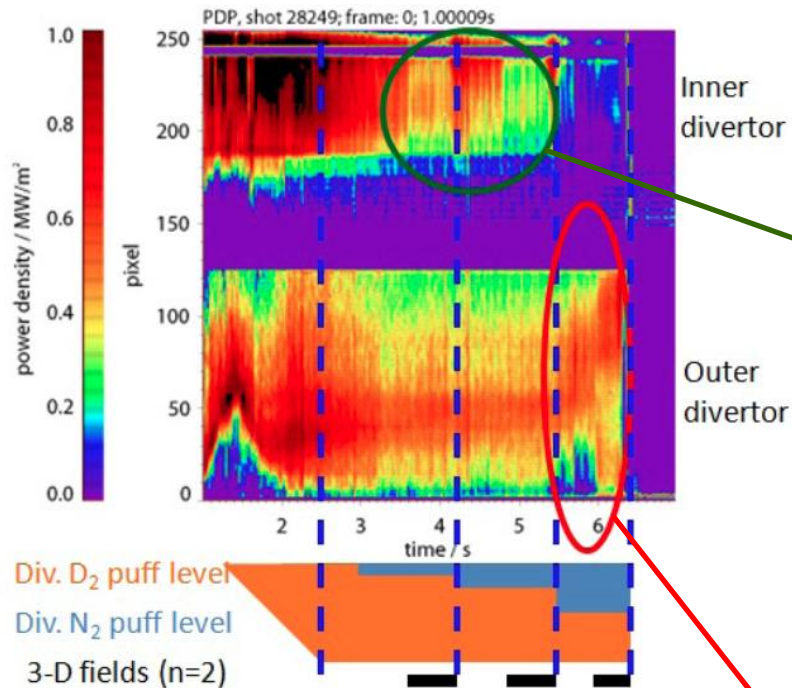 PDP, shot 28249; frame: 0; 1.00009s
power density / MW/m²
1.0
0.8
0.6
0.4
0.2
0.0
pixel
250
200
150
100
50
0
2 3 4 5 6
time / s
Inner
divertor
Outer
divertor
Div. D₂ puff level
Div. N₂ puff level
3-D fields (n=2)